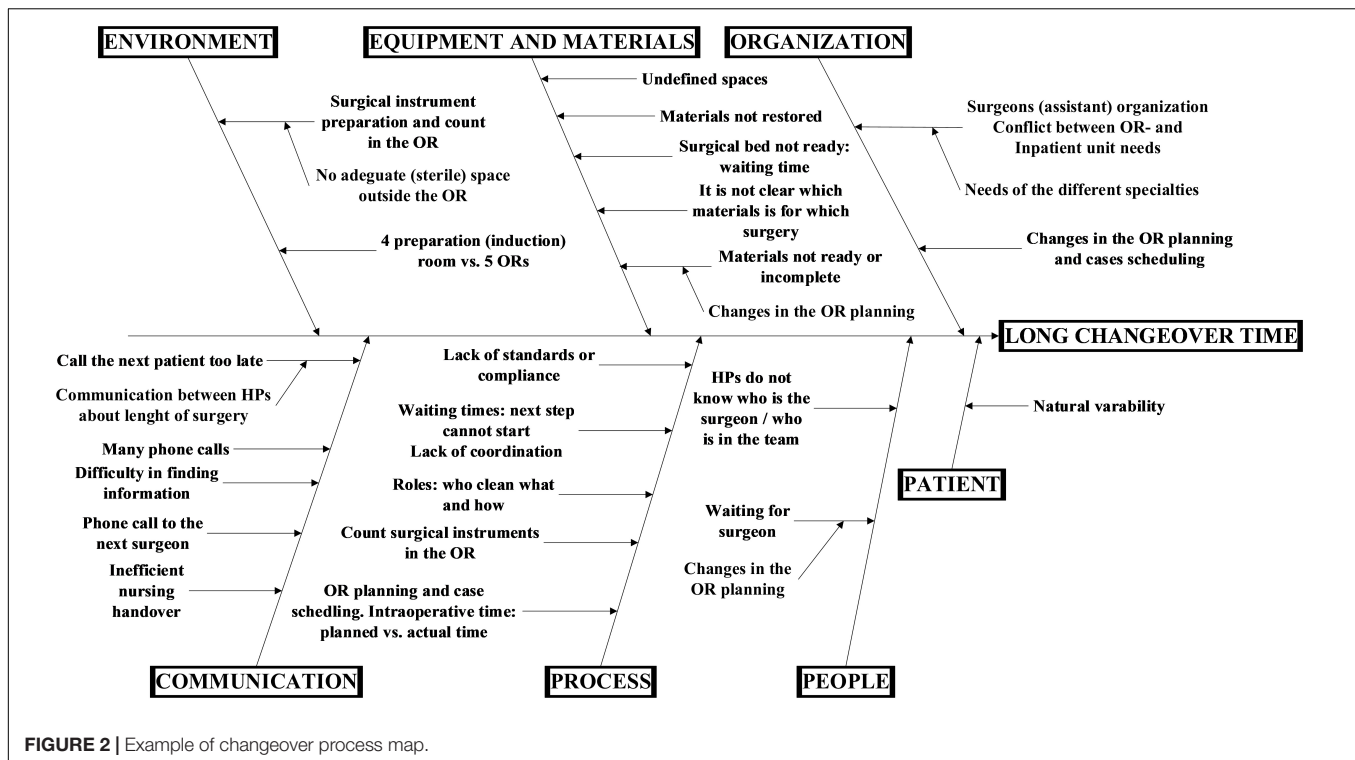 ENVIRONMENT
EQUIPMENT AND MATERIALS
ORGANIZATION
Surgical instrument
preparation and count
in the OR
No adequate (sterile) space
outside the OR
4 preparation (induction)
room vs. 5 ORs
Undefined spaces
Materials not restored
Surgical bed not ready:
waiting time
It is not clear which
materials is for which
surgery
Materials not ready or
incomplete
Changes in the OR planning
Surgeons (assistant) organization
Conflict between OR- and
Inpatient unit needs
Needs of the different specialties
Changes in the OR planning
and cases scheduling
LONG CHANGEOVER TIME
Call the next patient too late
Communication between HPs
about lenght of surgery
Many phone calls
Difficulty in finding
information
Phone call to the
next surgeon
Inefficient
nursing
handover
Lack of standards or
compliance
Waiting times: next step
cannot start
Lack of coordination
Roles: who clean what
and how
Count surgical instruments
in the OR
OR planning and case
schedling. Intraoperative time:
planned vs. actual time
HPs do not
know who is the
surgeon / who
is in the team
Waiting for
surgeon
Changes in the
OR planning
Natural varability
PATIENT
COMMUNICATION
PROCESS
PEOPLE
FIGURE 2 | Example of changeover process map.